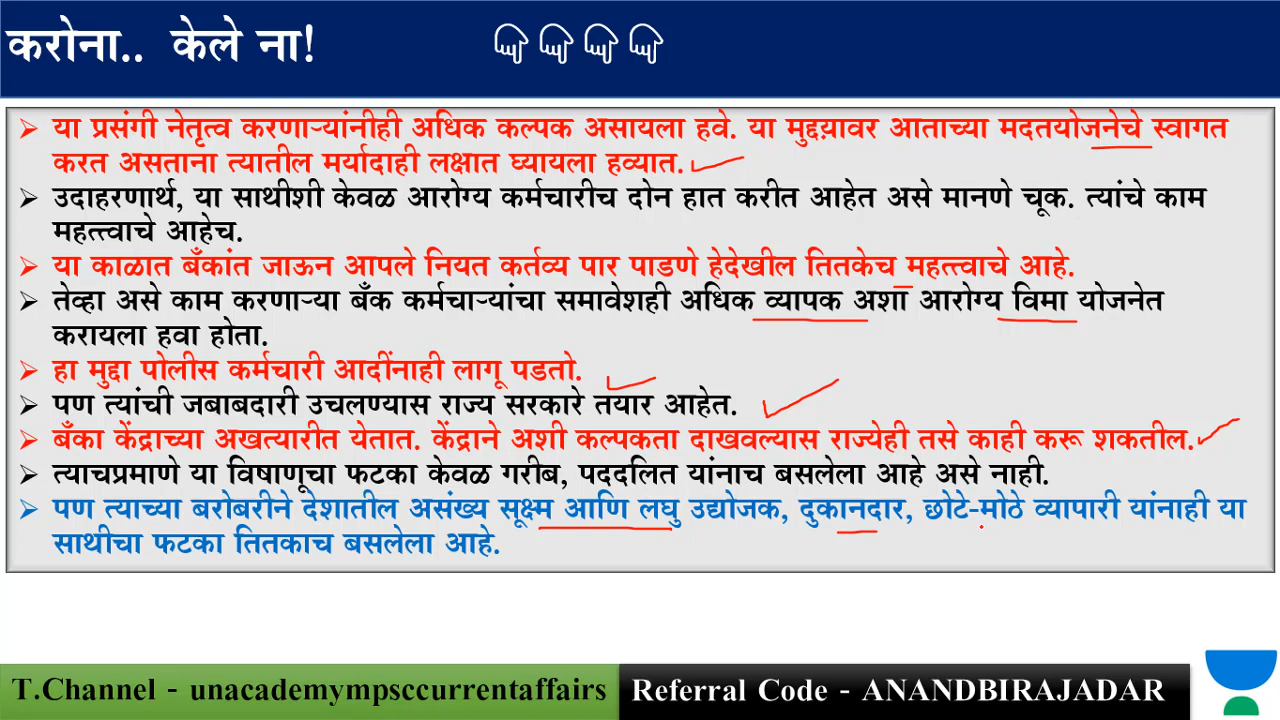 करोना.. केले ना!
या प्रसंगी नेतृत्व करणाऱ्यांनीही अधिक कल्पक असायला हवे. या मुद्द्यावर आताच्या मदतयोजनेचे स्वागत
करत असताना त्यातील मर्यादाही लक्षात घ्यायला हव्यात.
उदाहरणार्थ, या साथीशी केवळ आरोग्य कर्मचारीच दोन हात करीत आहेत असे मानणे चूक. त्यांचे काम
महत्त्वाचे आहेच.
या काळात बँकांत जाऊन आपले नियत कर्तव्य पार पाडणे हेदेखील तितकेच महत्त्वाचे आहे.
तेव्हा असे काम करणाऱ्या बँक कर्मचाऱ्यांचा समावेशही अधिक व्यापक अशा आरोग्य विमा योजनेत
करायला हवा होता.
हा मुद्दा पोलीस कर्मचारी आदींनाही लागू पडतो.
पण त्यांची जबाबदारी उचलण्यास राज्य सरकारे तयार आहेत.
बँका केंद्राच्या अखत्यारीत येतात. केंद्राने अशी कल्पकता दाखवल्यास राज्येही तसे काही करू शकतील.
त्याचप्रमाणे या विषाणूचा फटका केवळ गरीब, पददलित यांनाच बसलेला आहे असे नाही.
पण त्याच्या बरोबरीने देशातील असंख्य सूक्ष्म आणि लघु उद्योजक, दुकानदार, छोटे-मोठे व्यापारी यांनाही या
साथीचा फटका तितकाच बसलेला आहे.
T.Channel - unacademympsccurrentaffairs
Referral Code - ANANDBIRAJADAR